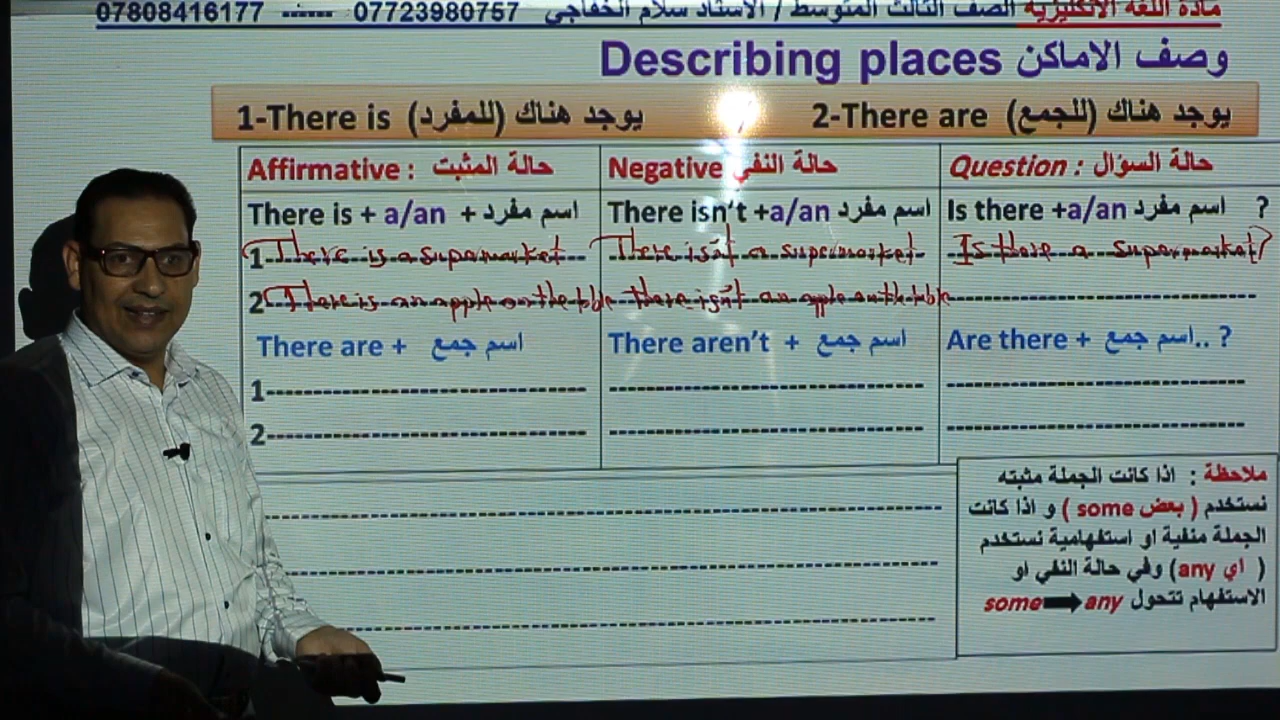 مادة اللغة الانكليزية الصف الثالث المتوسط / الاستاذ سلام الخفاجي 07723980757 ------ ------ 07808416177
Describing places وصف الاماكن
1-There is (للمفرد) يوجد هناك / 2-There are (للجمع) يوجد هناك
Affirmative : حالة المثبت
There is + a/an + اسم مفرد
1 There is a supermarket
2 There is an apple on the table
There are + اسم جمع
1------------------------------------
2------------------------------------
Negative حالة النفي
There isn't +a/an اسم مفرد
There isn't a supermarket
there isn't an apple on the table
There aren't + اسم جمع
Question : حالة السؤال
Is there +a/an اسم مفرد ?
Is there a supermarket?
Are there + اسم جمع.. ?
ملاحظة : اذا كانت الجملة مثبته
نستخدم ( بعض some ) و اذا كانت
الجملة منفية او استفهامية نستخدم
( اي any) وفي حالة النفي او
الاستفهام تتحول some➡any